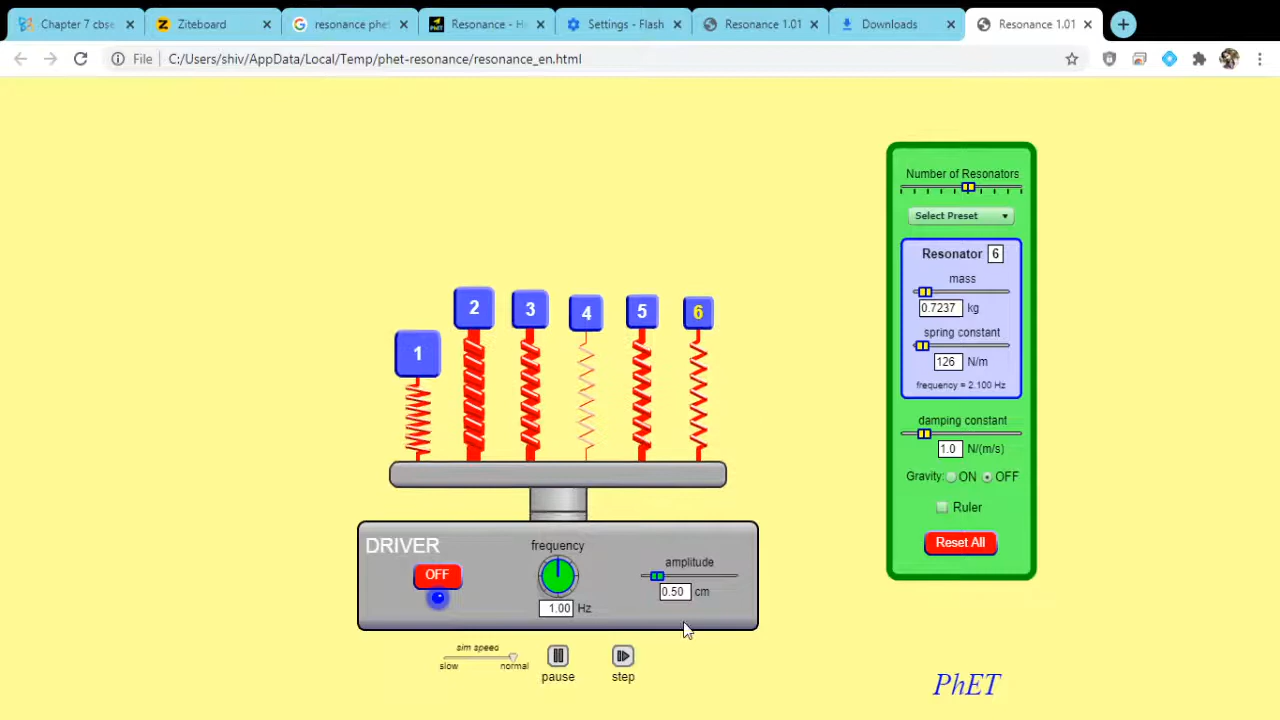 Chapter 7 cbse
Ziteboard
resonance phet
Resonance - He
Settings - Flash
Resonance 1.01
Downloads
Resonance 1.01
File C:/Users/shiv/AppData/Local/Temp/phet-resonance/resonance_en.html
Number of Resonators
Select Preset
Resonator 6
mass
0.7237 kg
spring constant
126 N/m
frequency = 2.100 Hz
damping constant
1.0 N/(m/s)
Gravity: ON OFF
Ruler
Reset All
1 2 3 4 5 6
DRIVER
OFF
frequency
1.00 Hz
amplitude
0.50 cm
slow normal
pause
step
PhET